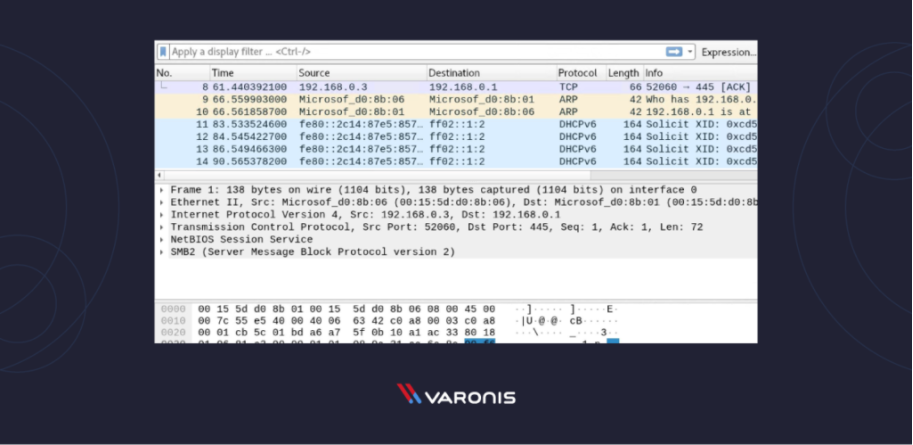 Apply a display filter ... <Ctrl-/> Expression...
No. Time Source Destination Protocol Length Info
8 61.440392100 192.168.0.3 192.168.0.1 TCP 66 52060 → 445 [ACK]
9 66.559903000 Microsof_d0:8b:06 Microsof_d0:8b:01 ARP 42 Who has 192.168.0.
10 66.561858700 Microsof_d0:8b:01 Microsof_d0:8b:06 ARP 42 192.168.0.1 is at
11 83.533524600 fe80::2c14:87e5:857… ff02::1:2 DHCPv6 164 Solicit XID: 0xcd5
12 84.545422700 fe80::2c14:87e5:857… ff02::1:2 DHCPv6 164 Solicit XID: 0xcd5
13 86.549466300 fe80::2c14:87e5:857… ff02::1:2 DHCPv6 164 Solicit XID: 0xcd5
14 90.565378200 fe80::2c14:87e5:857… ff02::1:2 DHCPv6 164 Solicit XID: 0xcd5
Frame 1: 138 bytes on wire (1104 bits), 138 bytes captured (1104 bits) on interface 0
Ethernet II, Src: Microsof_d0:8b:06 (00:15:5d:d0:8b:06), Dst: Microsof_d0:8b:01 (00:15:5d:d0:8b
Internet Protocol Version 4, Src: 192.168.0.3, Dst: 192.168.0.1
Transmission Control Protocol, Src Port: 52060, Dst Port: 445, Seq: 1, Ack: 1, Len: 72
NetBIOS Session Service
SMB2 (Server Message Block Protocol version 2)
0000 00 15 5d d0 8b 01 00 15 5d d0 8b 06 08 00 45 00 ··]····· ]·····E·
0010 00 7c 55 e5 40 00 40 06 63 42 c0 a8 00 03 c0 a8 ·|U·@·@· cB······
0020 00 01 cb 5c 01 bd a6 a7 5f 0b 10 a1 ac 33 80 18 ···\···· _····3··
VARONIS